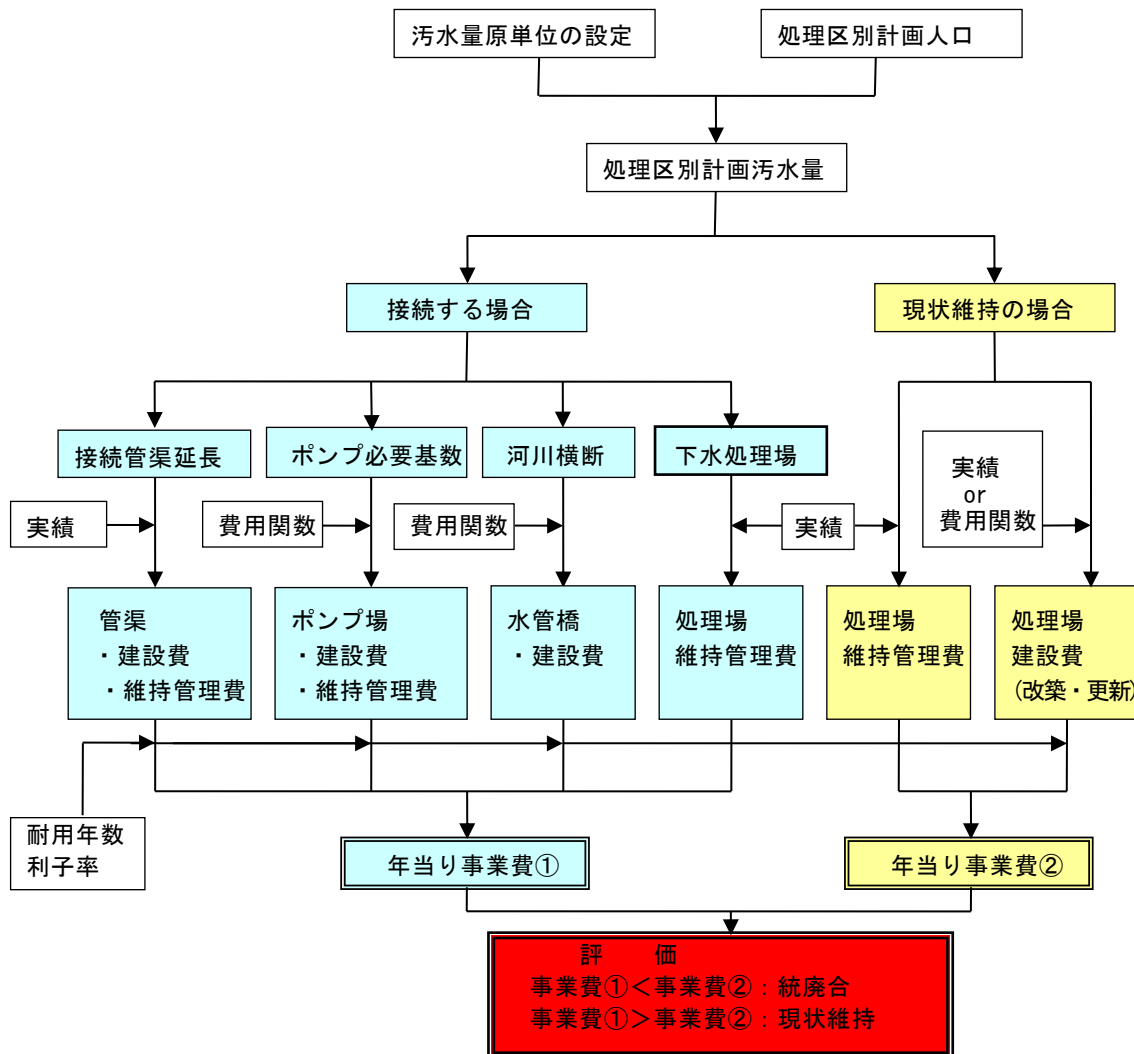 汚水量原単位の設定
処理区別計画人口
処理区別計画汚水量
接続する場合
現状維持の場合
接続管渠延長
ポンプ必要基数
河川横断
下水処理場
実績
or
費用関数
実績
費用関数
費用関数
実績
管渠
・建設費
・維持管理費
ポンプ場
・建設費
・維持管理費
水管橋
・建設費
処理場
維持管理費
処理場
維持管理費
処理場
建設費
(改築・更新)
耐用年数
利子率
年当り事業費①
年当り事業費②
評 価
事業費①＜事業費②：統廃合
事業費①＞事業費②：現状維持